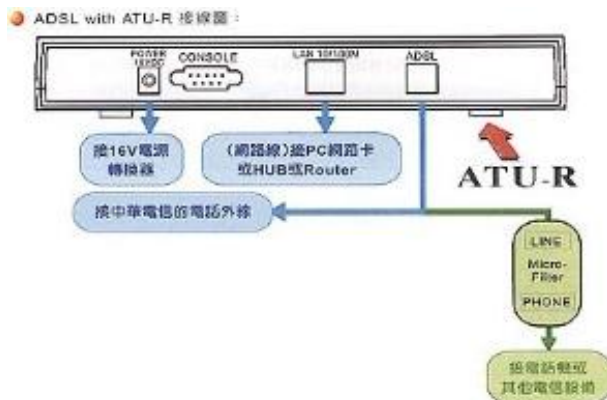 ADSL with ATU-R 接線圖：
POWER
CONSOLE
LAN 10/100M
ADSL
接16V電源
轉換器
(網路線)接PC網路卡
或HUB或Router
ATU-R
接中華電信的電話外線
LINE
Micro-
Filter
PHONE
接電話機或
其他電信設備